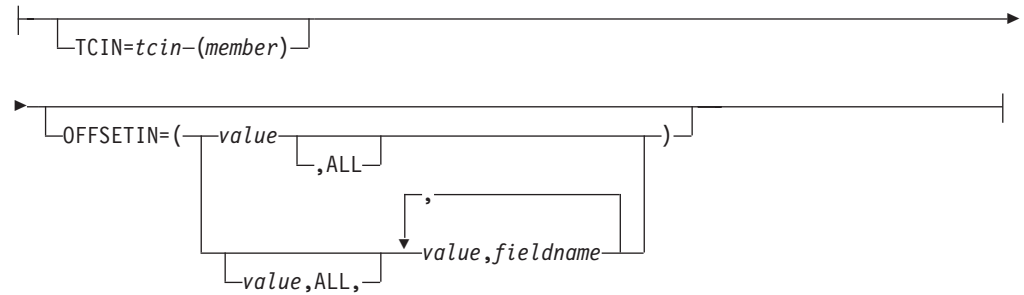 TCIN=tcin (member)
OFFSETIN=( value )
,ALL
,
value,fieldname
value,ALL,